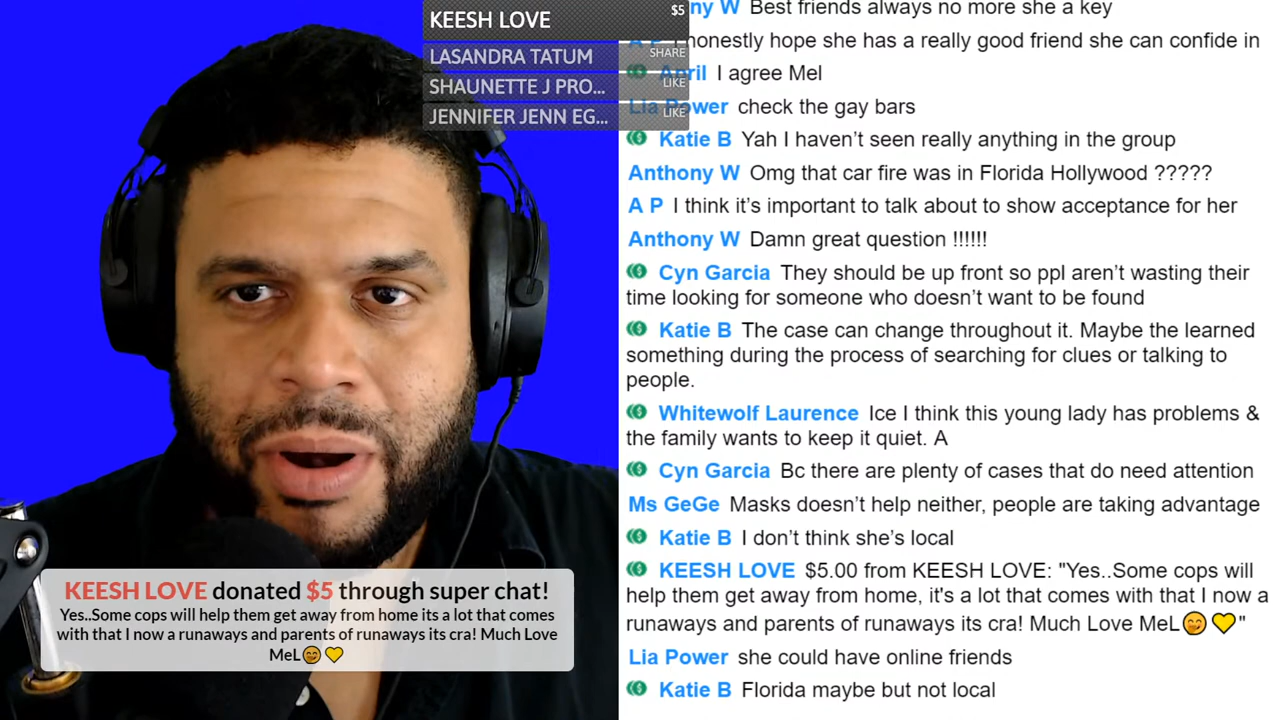 KEESH LOVE $5
LASANDRA TATUM SHARE
SHAUNETTE J PRO... LIKE
JENNIFER JENN EG... LIKE
KEESH LOVE donated $5 through super chat!
Yes..Some cops will help them get away from home its a lot that comes
with that I now a runaways and parents of runaways its cra! Much Love
MeL😊💛
ny W Best friends always no more she a key
A P I honestly hope she has a really good friend she can confide in
April I agree Mel
Lia Power check the gay bars
Katie B Yah I haven't seen really anything in the group
Anthony W Omg that car fire was in Florida Hollywood ?????
A P I think it's important to talk about to show acceptance for her
Anthony W Damn great question !!!!!!
Cyn Garcia They should be up front so ppl aren't wasting their
time looking for someone who doesn't want to be found
Katie B The case can change throughout it. Maybe the learned
something during the process of searching for clues or talking to
people.
Whitewolf Laurence Ice I think this young lady has problems &
the family wants to keep it quiet. A
Cyn Garcia Bc there are plenty of cases that do need attention
Ms GeGe Masks doesn't help neither, people are taking advantage
Katie B I don't think she's local
KEESH LOVE $5.00 from KEESH LOVE: "Yes..Some cops will
help them get away from home, it's a lot that comes with that I now a
runaways and parents of runaways its cra! Much Love MeL😊💛"
Lia Power she could have online friends
Katie B Florida maybe but not local